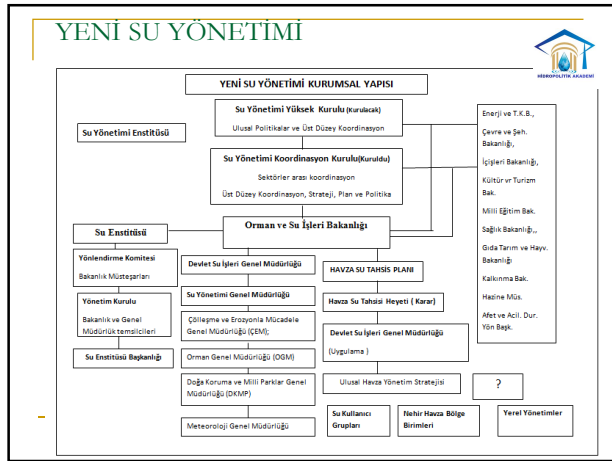 YENİ SU YÖNETİMİ
HİDROPOLİTİK AKADEMİ
YENİ SU YÖNETİMİ KURUMSAL YAPISI
Su Yönetimi Yüksek Kurulu (Kurulacak)
Ulusal Politikalar ve Üst Düzey Koordinasyon
Su Yönetimi Enstitüsü
Su Yönetimi Koordinasyon Kurulu(Kuruldu)
Sektörler arası koordinasyon
Üst Düzey Koordinasyon, Strateji, Plan ve Politika
Enerji ve T.K.B.,
Çevre ve Şeh.
Bakanlığı,
İçişleri Bakanlığı,
Kültür vr Turizm
Bak.
Milli Eğitim Bak.
Sağlık Bakanlığı,,
Gıda Tarım ve Hayv.
Bakanlığı
Kalkınma Bak.
Hazine Müs.
Afet ve Acil. Dur.
Yön Başk.
Orman ve Su İşleri Bakanlığı
Su Enstitüsü
Yönlendirme Komitesi
Bakanlık Müsteşarları
Yönetim Kurulu
Bakanlık ve Genel
Müdürlük temsilcileri
Su Enstitüsü Başkanlığı
Devlet Su İşleri Genel Müdürlüğü
Su Yönetimi Genel Müdürlüğü
Çölleşme ve Erozyonla Mücadele
Genel Müdürlüğü (ÇEM);
Orman Genel Müdürlüğü (OGM)
Doğa Koruma ve Milli Parklar Genel
Müdürlüğü (DKMP)
Meteoroloji Genel Müdürlüğü
HAVZA SU TAHSİS PLANI
Havza Su Tahsisi Heyeti ( Karar)
Devlet Su İşleri Genel Müdürlüğü
(Uygulama )
Ulusal Havza Yönetim Stratejisi
?
Su Kullanıcı
Grupları
Nehir Havza Bölge
Birimleri
Yerel Yönetimler